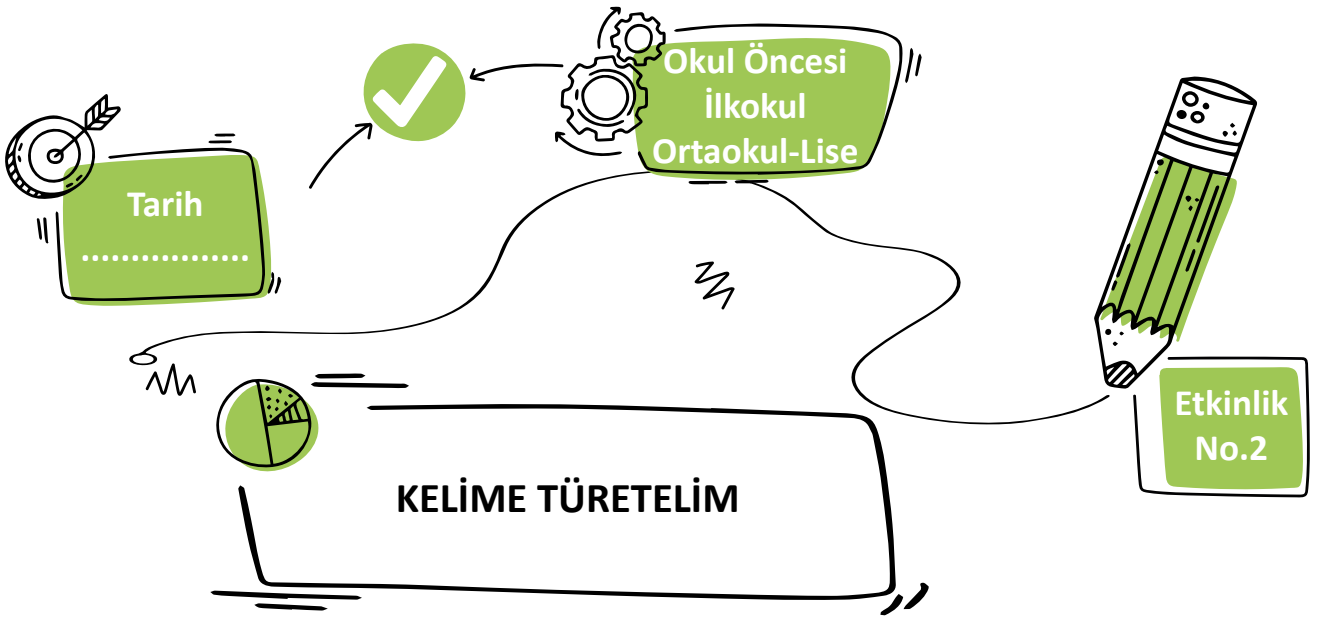 Okul Öncesi
İlkokul
Ortaokul-Lise
Tarih
.................
Etkinlik
No.2
KELİME TÜRETELİM